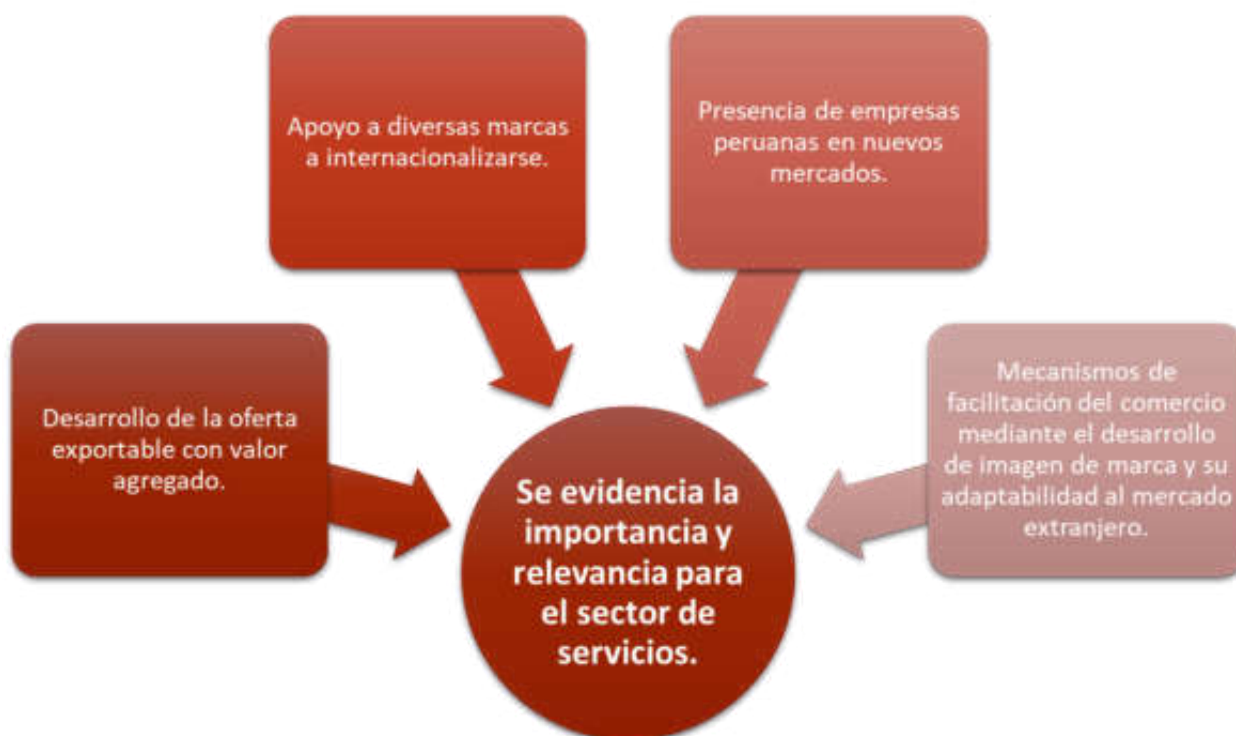 Apoyo a diversas marcas
a internacionalizarse.
Presencia de empresas
peruanas en nuevos
mercados.
Desarrollo de la oferta
exportable con valor
agregado.
Mecanismos de
facilitación del comercio
mediante el desarrollo
de imagen de marca y su
adaptabilidad al mercado
extranjero.
Se evidencia la
importancia y
relevancia para
el sector de
servicios.